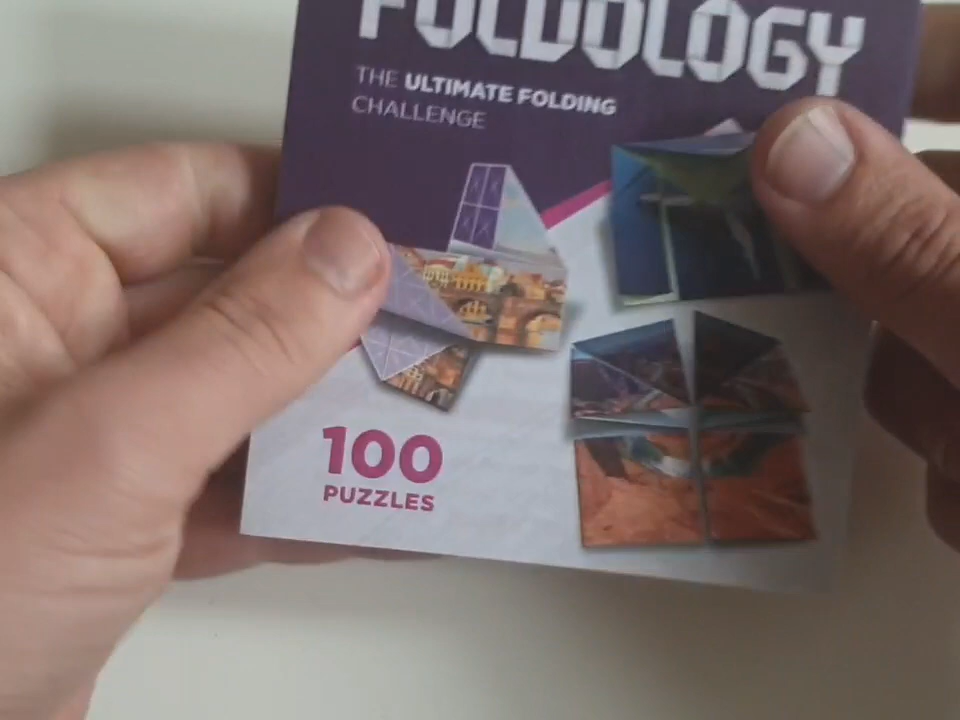 FOLDOLOGY
THE ULTIMATE FOLDING
CHALLENGE
100
PUZZLES